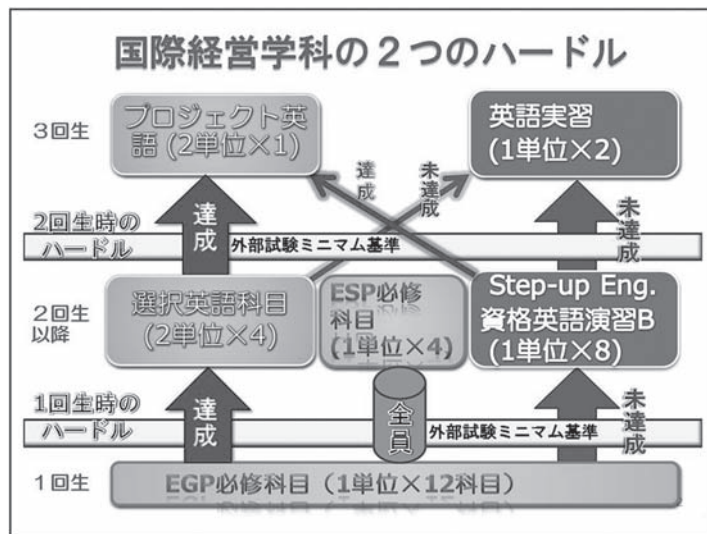 国際経営学科の２つのハードル
３回生
プロジェクト英
語 (2単位×1)
英語実習
(1単位×2)
達成
未達成
2回生時の
ハードル
達成
外部試験ミニマム基準
未達成
２回生
以降
選択英語科目
(2単位×4)
ESP必修
科目
(1単位×4)
Step-up Eng.
資格英語演習B
(1単位×8)
1回生時の
ハードル
達成
全員
外部試験ミニマム基準
未達成
１回生
EGP必修科目（1単位×12科目）